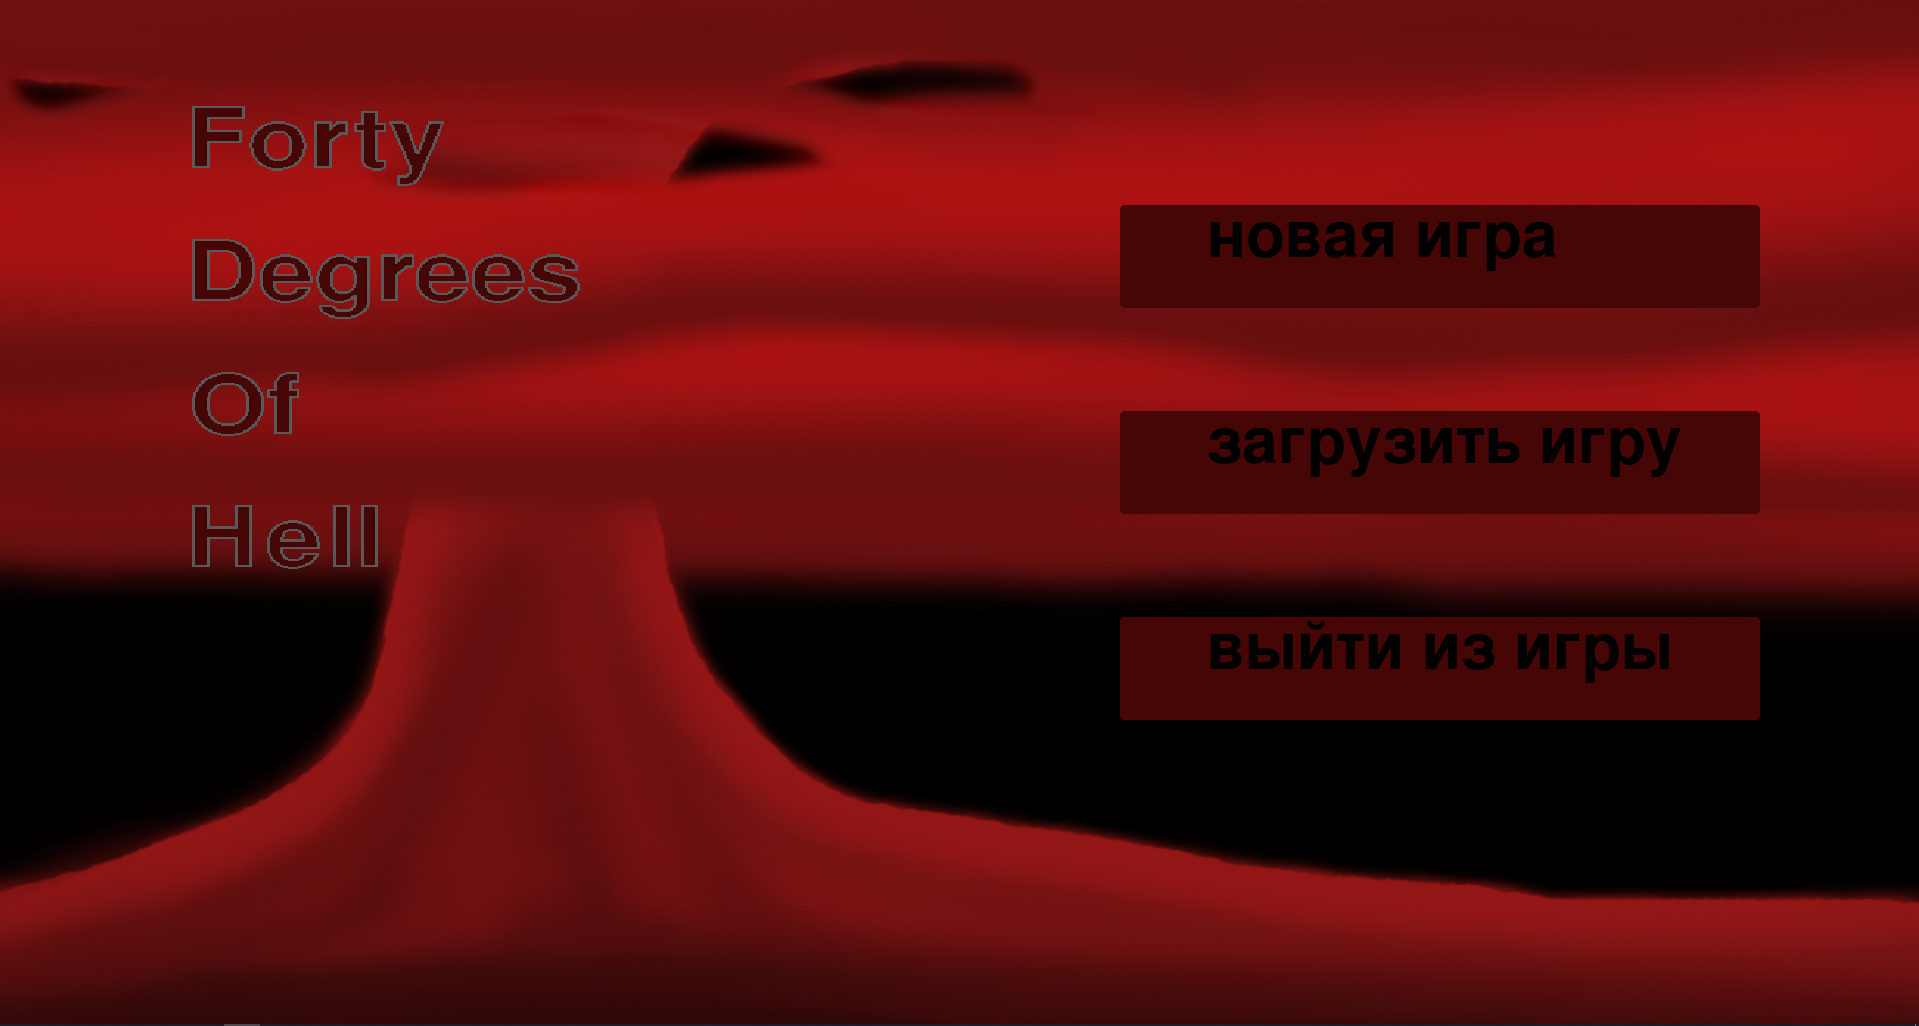 Forty
Degrees
Of
Hell
новая игра
загрузить игру
выйти из игры